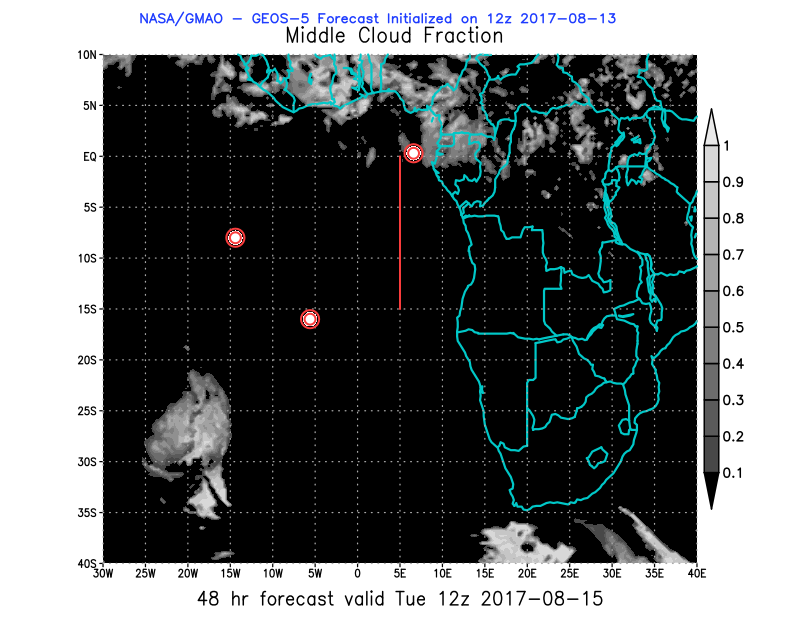 NASA/GMAO - GEOS-5 Forecast Initialized on 12z 2017-08-13
Middle Cloud Fraction
10N
5N
EQ
5S
10S
15S
20S
25S
30S
35S
40S
30W 25W 20W 15W 10W 5W 0 5E 10E 15E 20E 25E 30E 35E 40E
1
0.9
0.8
0.7
0.6
0.5
0.4
0.3
0.2
0.1
48 hr forecast valid Tue 12z 2017-08-15